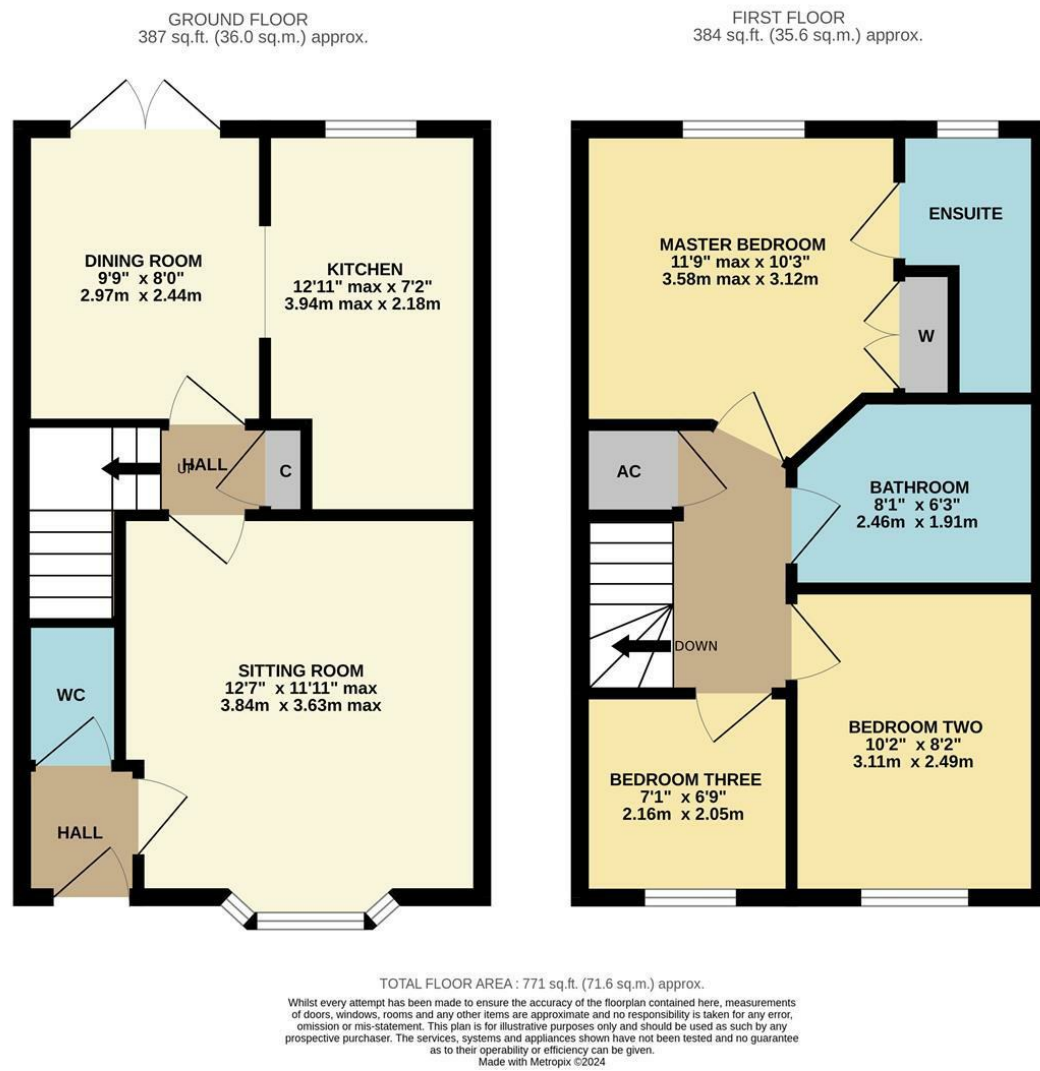 GROUND FLOOR
387 sq.ft. (36.0 sq.m.) approx.
DINING ROOM
9'9" x 8'0"
2.97m x 2.44m
KITCHEN
12'11" max x 7'2"
3.94m max x 2.18m
UP
HALL
C
SITTING ROOM
12'7" x 11'11" max
3.84m x 3.63m max
WC
HALL
FIRST FLOOR
384 sq.ft. (35.6 sq.m.) approx.
MASTER BEDROOM
11'9" max x 10'3"
3.58m max x 3.12m
ENSUITE
W
AC
BATHROOM
8'1" x 6'3"
2.46m x 1.91m
DOWN
BEDROOM TWO
10'2" x 8'2"
3.11m x 2.49m
BEDROOM THREE
7'1" x 6'9"
2.16m x 2.05m
TOTAL FLOOR AREA : 771 sq.ft. (71.6 sq.m.) approx.
Whilst every attempt has been made to ensure the accuracy of the floorplan contained here, measurements
of doors, windows, rooms and any other items are approximate and no responsibility is taken for any error,
omission or mis-statement. This plan is for illustrative purposes only and should be used as such by any
prospective purchaser. The services, systems and appliances shown have not been tested and no guarantee
as to their operability or efficiency can be given.
Made with Metropix ©2024